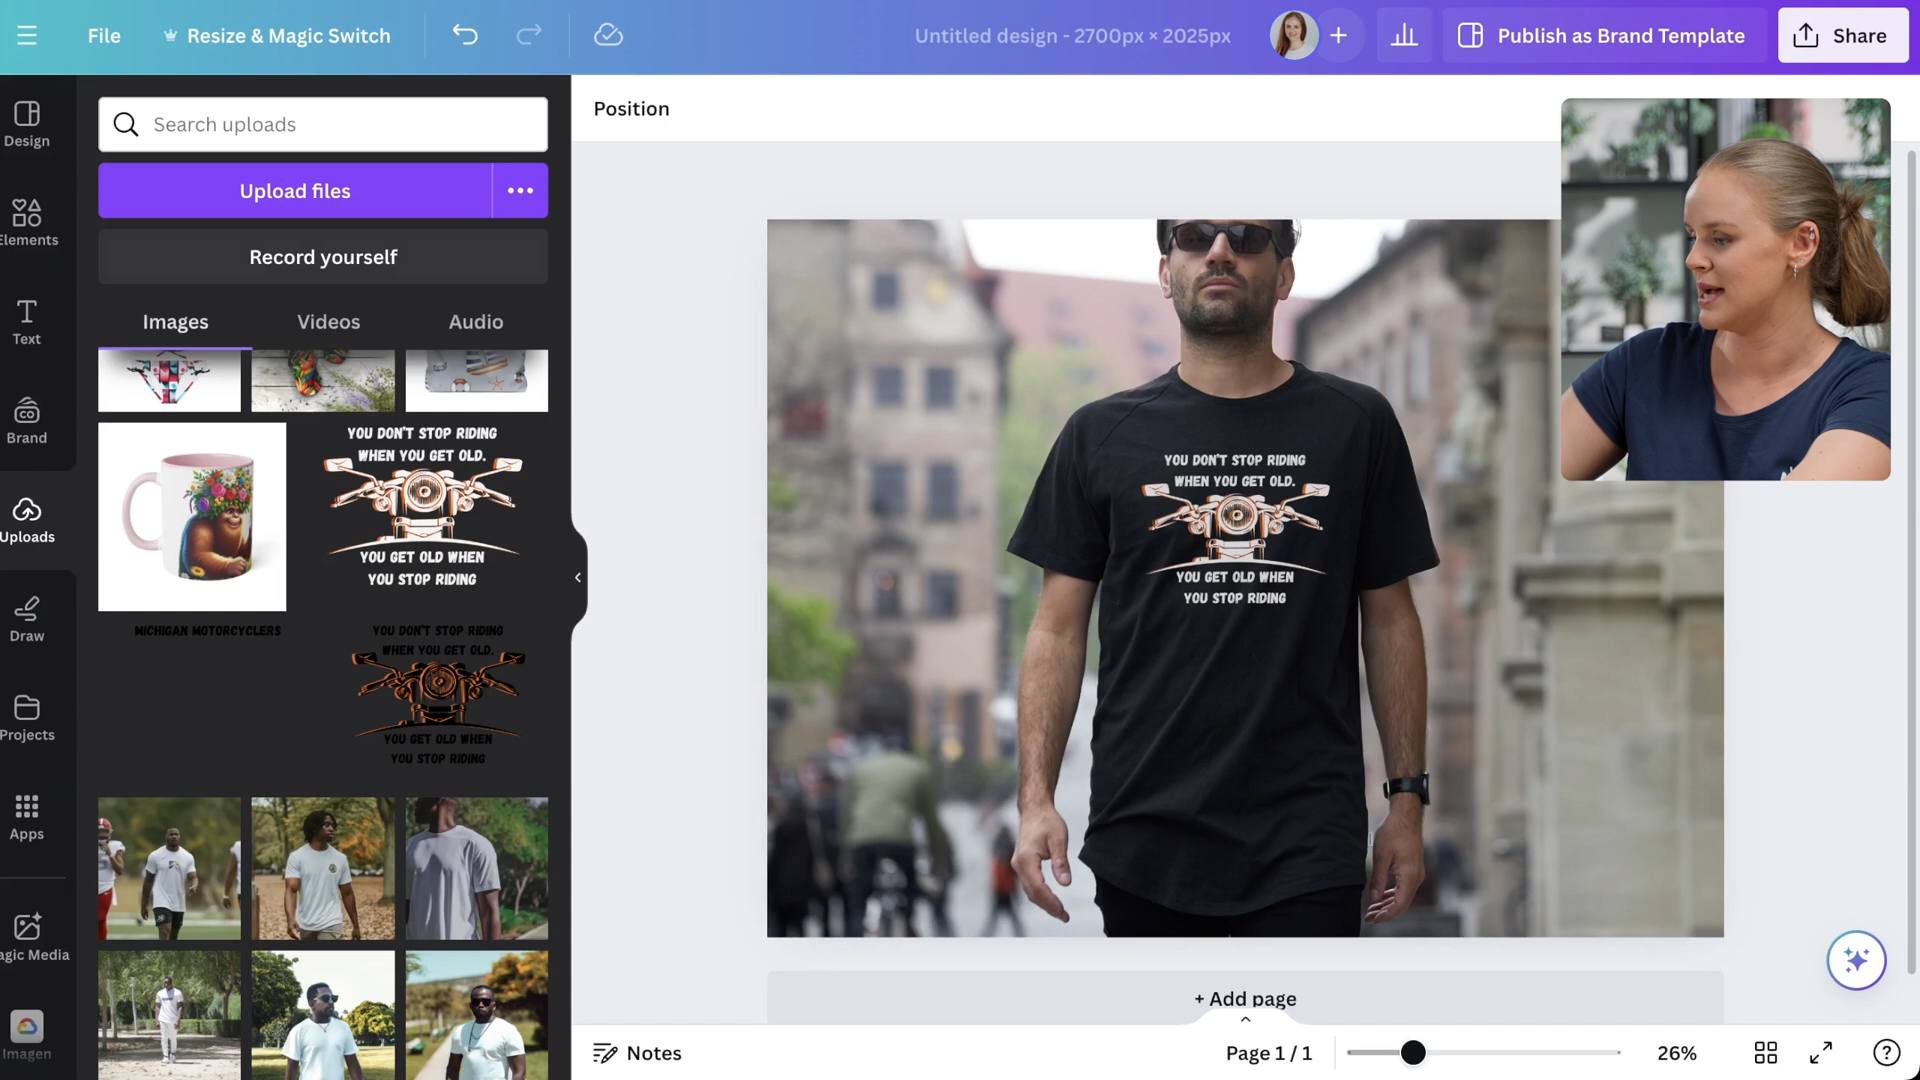 File
Resize & Magic Switch
Untitled design - 2700px × 2025px
Publish as Brand Template
Share
Design
Elements
Text
Brand
Uploads
Draw
Projects
Apps
agic Media
Imagen
Search uploads
Upload files
Record yourself
Images
Videos
Audio
YOU DON'T STOP RIDING
WHEN YOU GET OLD.
YOU GET OLD WHEN
YOU STOP RIDING
MICHIGAN MOTORCYCLERS
YOU DON'T STOP RIDING
WHEN YOU GET OLD.
YOU GET OLD WHEN
YOU STOP RIDING
Position
YOU DON'T STOP RIDING
WHEN YOU GET OLD.
YOU GET OLD WHEN
YOU STOP RIDING
+ Add page
Notes
Page 1 / 1
26%